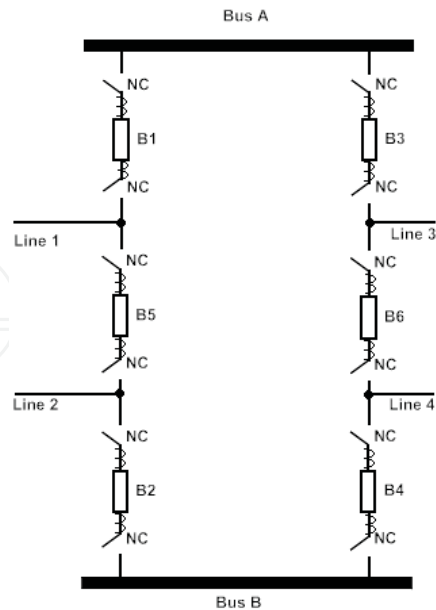 Bus A
NC NC
B1 B3
NC NC
Line 1 Line 3
NC NC
B5 B6
NC NC
Line 2 Line 4
NC NC
B2 B4
NC NC
Bus B